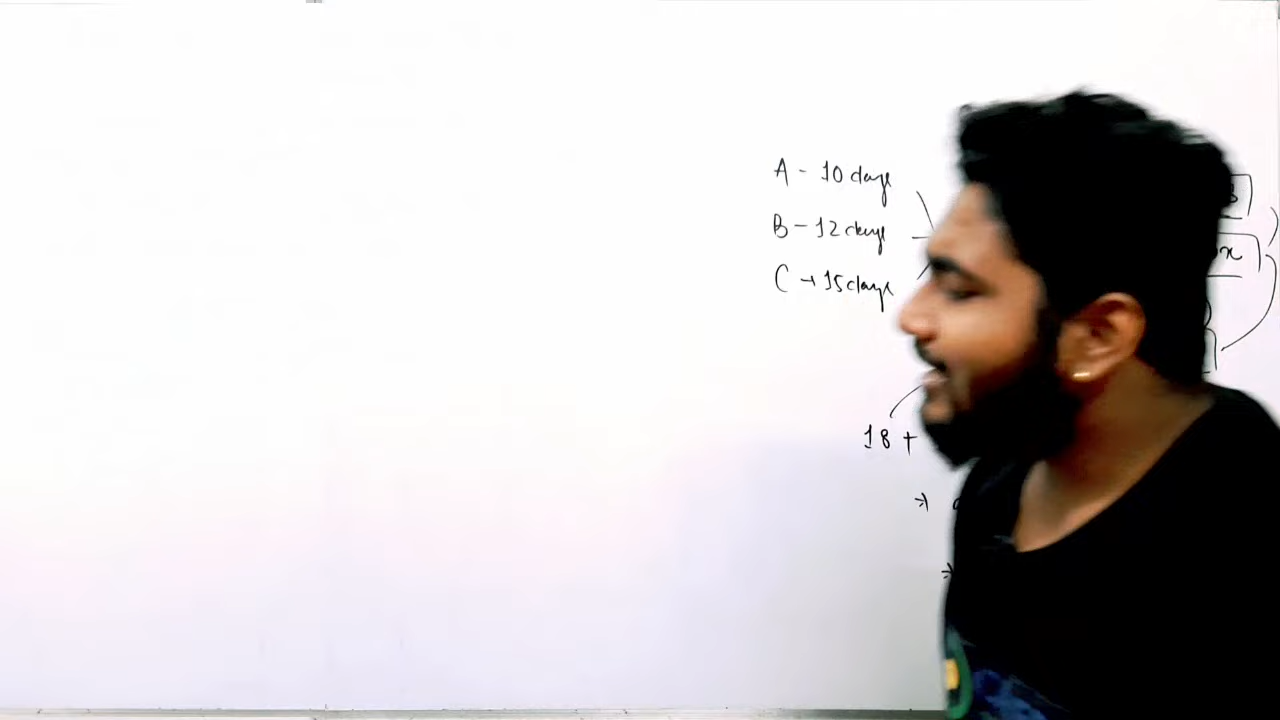 A - 10 days
B - 12 days
C → 15 days
x
18 +
→
→